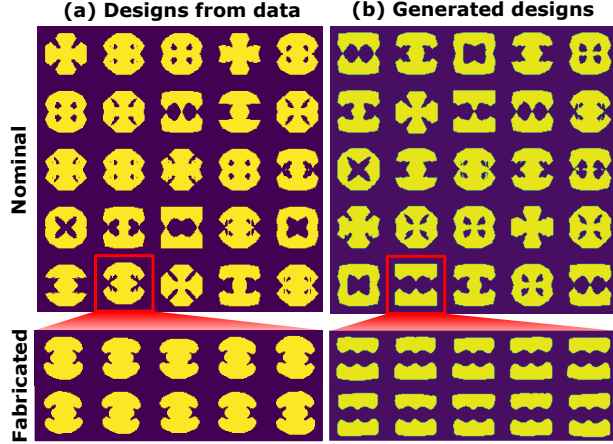 (a) Designs from data
(b) Generated designs
Nominal
Fabricated